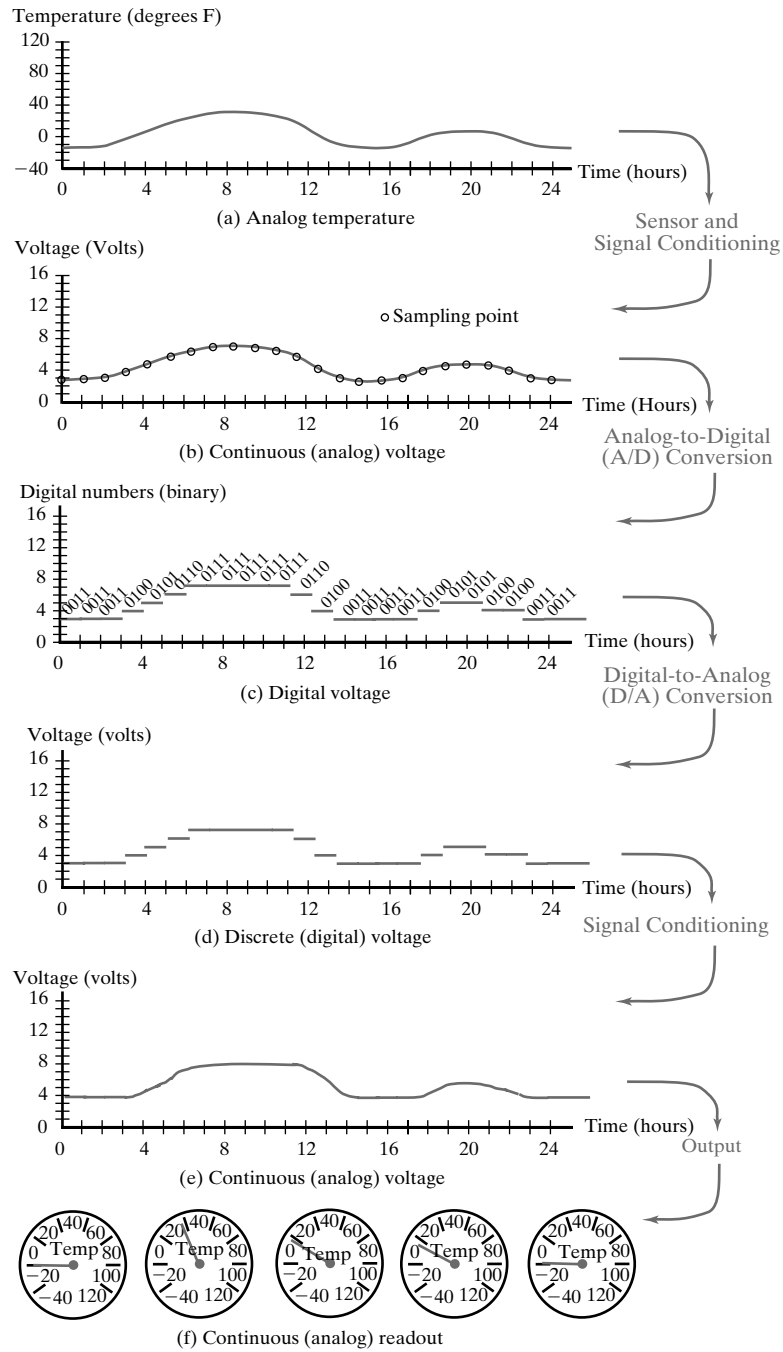 Temperature (degrees F)
120
80
40
0
−40
0 4 8 12 16 20 24
Time (hours)
(a) Analog temperature
Sensor and
Signal Conditioning
Voltage (Volts)
16
12
8
4
0
Sampling point
0 4 8 12 16 20 24
Time (Hours)
(b) Continuous (analog) voltage
Analog-to-Digital
(A/D) Conversion
Digital numbers (binary)
16
12
8
4
0
0011 0011 0011 0100 0101 0110 0111 0111 0111 0111 0111 0110 0100 0011 0011 0011 0011 0100 0101 0101 0100 0100 0011 0011
0 4 8 12 16 20 24
Time (hours)
(c) Digital voltage
Digital-to-Analog
(D/A) Conversion
Voltage (volts)
16
12
8
4
0
0 4 8 12 16 20 24
Time (hours)
(d) Discrete (digital) voltage
Signal Conditioning
Voltage (volts)
16
12
8
4
0
0 4 8 12 16 20 24
Time (hours)
(e) Continuous (analog) voltage
Output
−40 −20 0 20 40 60 80 100 120 Temp
−40 −20 0 20 40 60 80 100 120 Temp
−40 −20 0 20 40 60 80 100 120 Temp
−40 −20 0 20 40 60 80 100 120 Temp
−40 −20 0 20 40 60 80 100 120 Temp
(f) Continuous (analog) readout